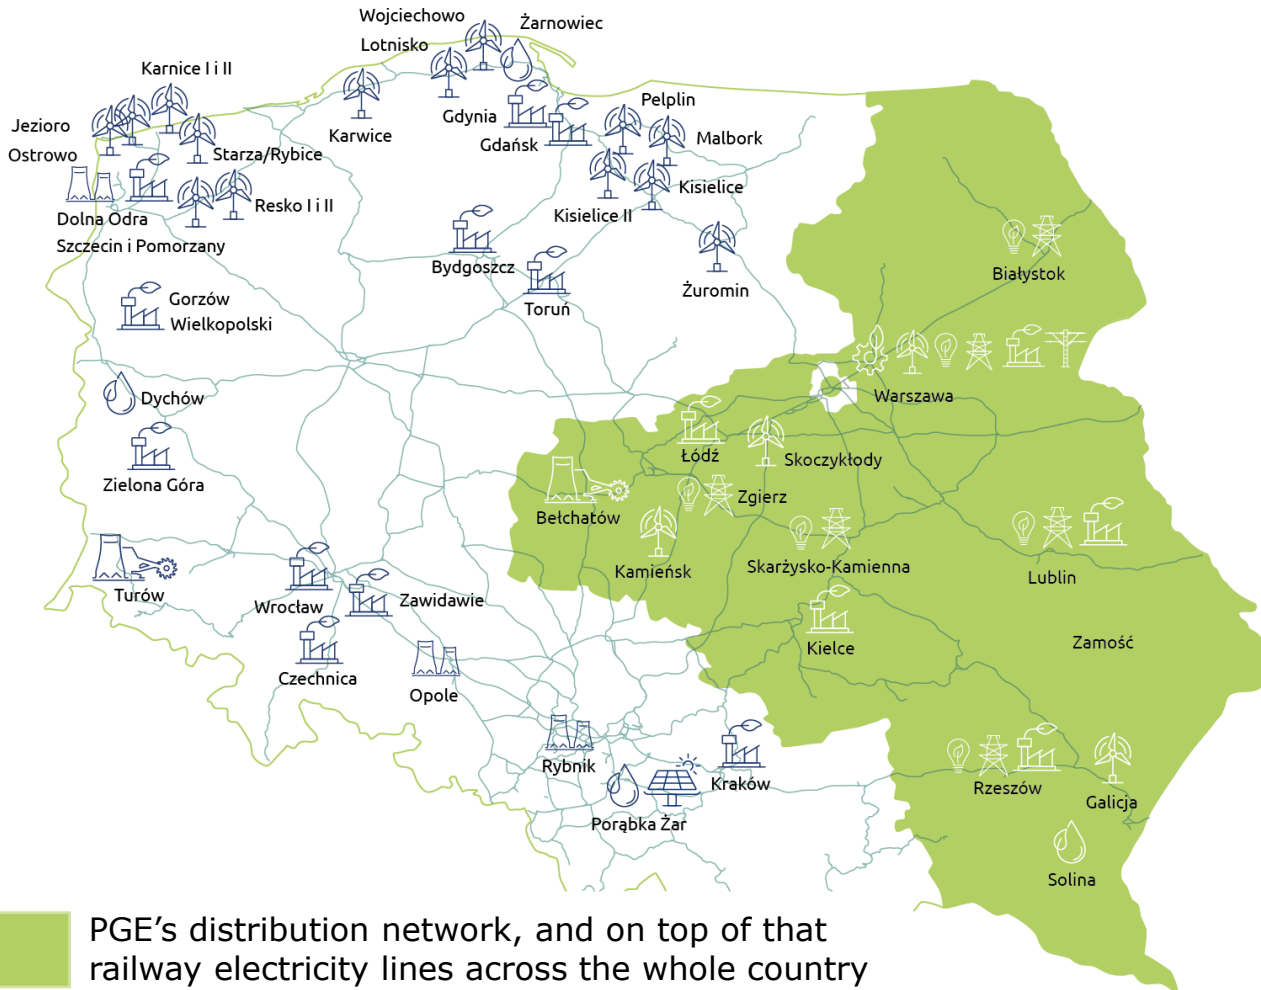 Wojciechowo
Żarnowiec
Lotnisko
Karnice I i II
Pelplin
Jezioro
Ostrowo
Gdynia
Karwice
Malbork
Gdańsk
Starza/Rybice
Kisielice
Resko I i II
Dolna Odra
Kisielice II
Szczecin i Pomorzany
Bydgoszcz
Białystok
Żuromin
Gorzów
Wielkopolski
Toruń
Dychów
Warszawa
Łódź
Skoczykłody
Zielona Góra
Zgierz
Bełchatów
Kamieńsk
Skarżysko-Kamienna
Lublin
Turów
Wrocław
Zawidawie
Zamość
Kielce
Czechnica
Opole
Rybnik
Kraków
Rzeszów
Galicja
Porąbka Żar
Solina
PGE’s distribution network, and on top of that
railway electricity lines across the whole country